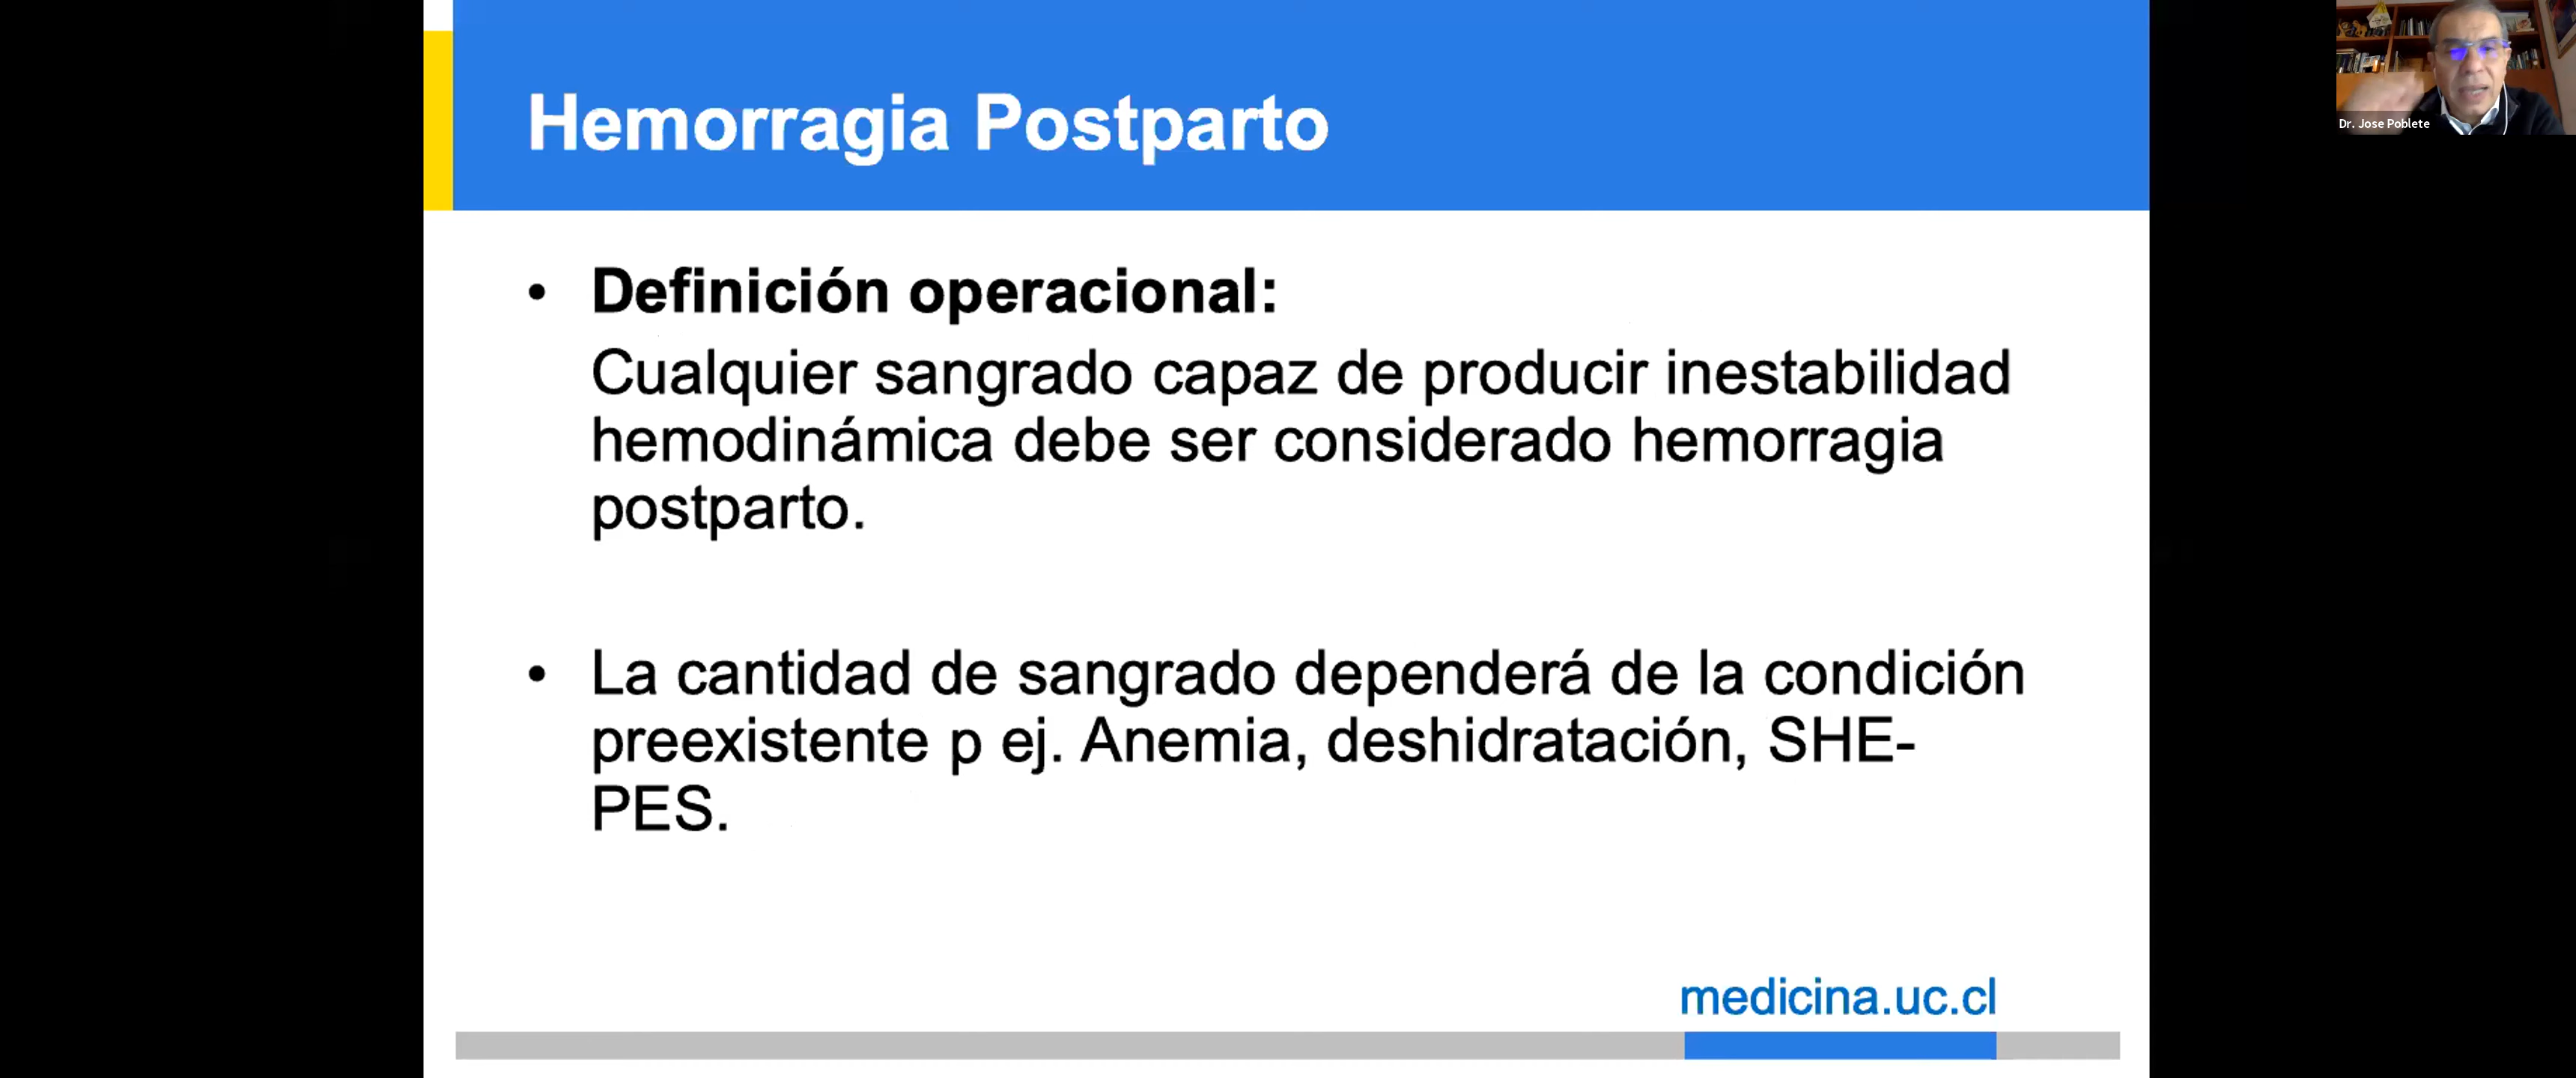 Hemorragia Postparto
Dr. Jose Poblete
• Definición operacional:
Cualquier sangrado capaz de producir inestabilidad
hemodinámica debe ser considerado hemorragia
postparto.
• La cantidad de sangrado dependerá de la condición
preexistente p ej. Anemia, deshidratación, SHE-
PES.
medicina.uc.cl